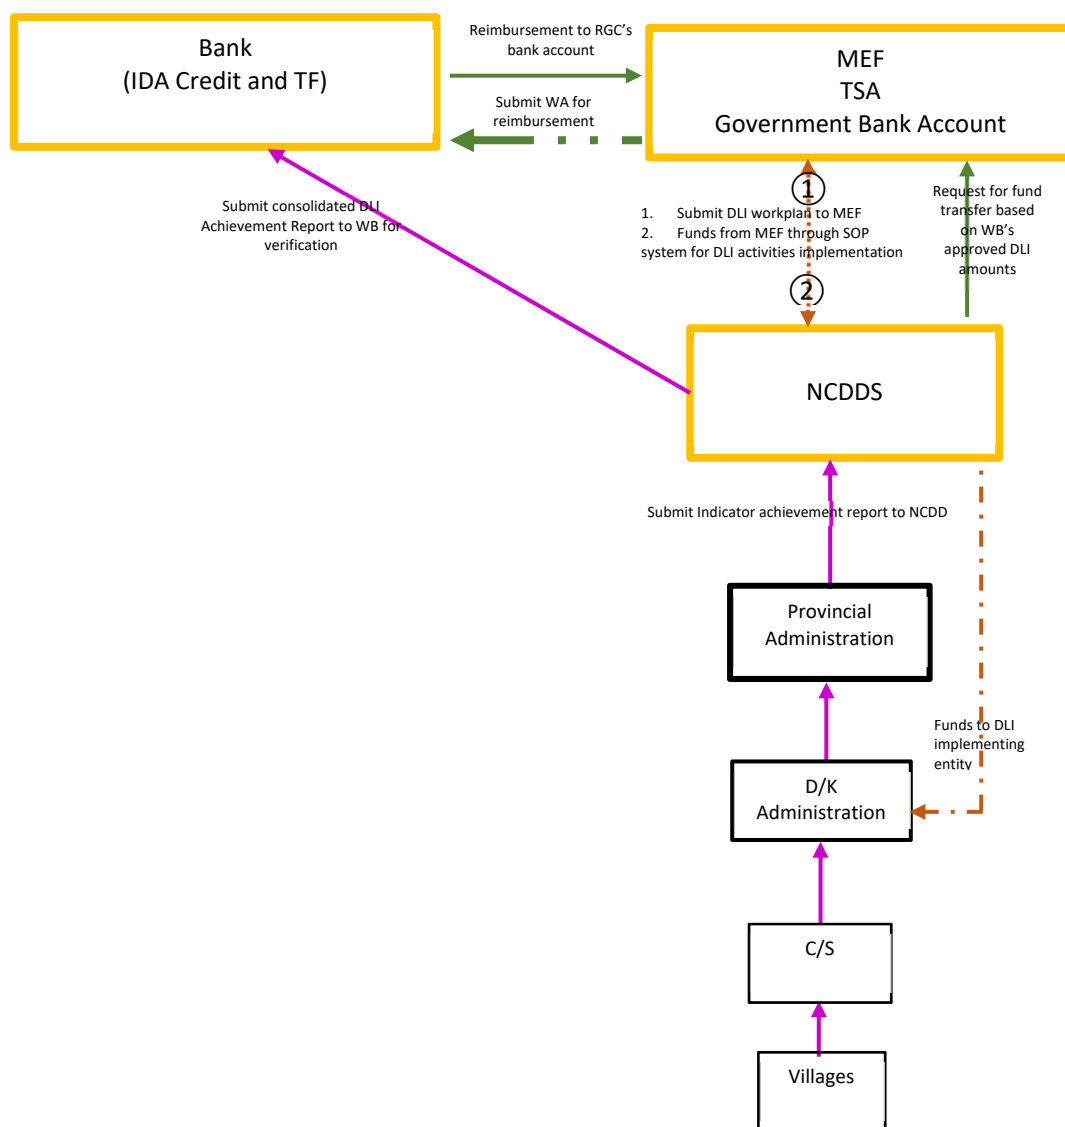 Bank
(IDA Credit and TF)
Reimbursement to RGC's
bank account
Submit WA for
reimbursement
MEF
TSA
Government Bank Account
Submit consolidated DLI
Achievement Report to WB for
verification
1
1. Submit DLI workplan to MEF
2. Funds from MEF through SOP
system for DLI activities implementation
2
Request for fund
transfer based
on WB's
approved DLI
amounts
NCDDS
Submit Indicator achievement report to NCDD
Provincial
Administration
Funds to DLI
implementing
entity
D/K
Administration
C/S
Villages